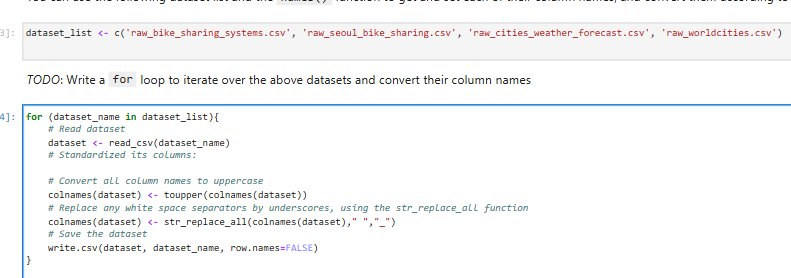 You can use the following dataset list and the names() function to get and set each of their column names, and convert them according to
3]: dataset_list <- c('raw_bike_sharing_systems.csv', 'raw_seoul_bike_sharing.csv', 'raw_cities_weather_forecast.csv', 'raw_worldcities.csv')
TODO: Write a for loop to iterate over the above datasets and convert their column names
4]: for (dataset_name in dataset_list){
# Read dataset
dataset <- read_csv(dataset_name)
# Standardized its columns:
# Convert all column names to uppercase
colnames(dataset) <- toupper(colnames(dataset))
# Replace any white space separators by underscores, using the str_replace_all function
colnames(dataset) <- str_replace_all(colnames(dataset)," ","_")
# Save the dataset
write.csv(dataset, dataset_name, row.names=FALSE)
}